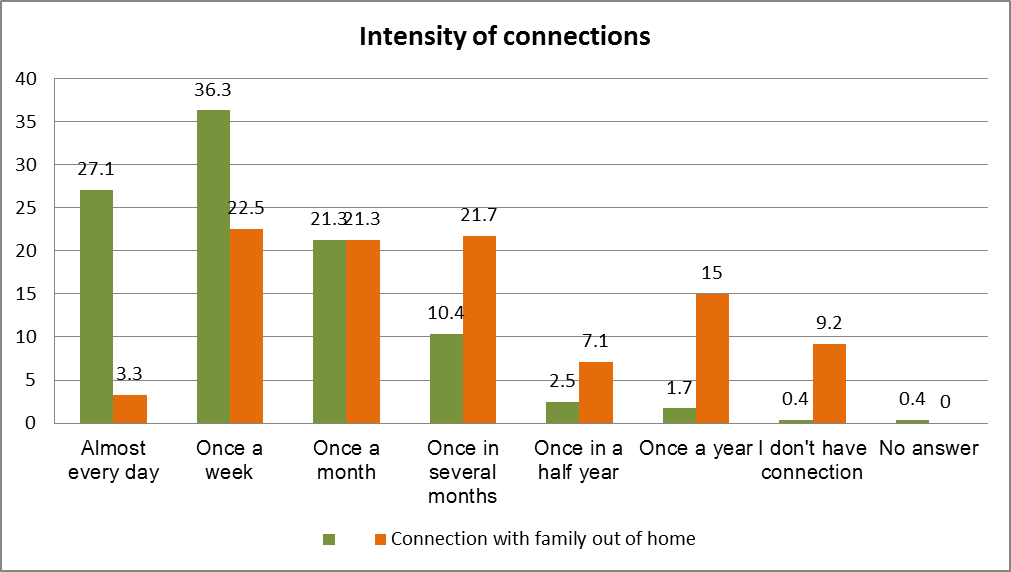 Intensity of connections
40
35
30
25
20
15
10
5
0
27.1
3.3
36.3
22.5
21.3
21.3
10.4
21.7
2.5
7.1
1.7
15
0.4
9.2
0.4
0
Almost
every day
Once a
week
Once a
month
Once in
several
months
Once in a
half year
Once a year
I don't have
connection
No answer
Connection with family out of home